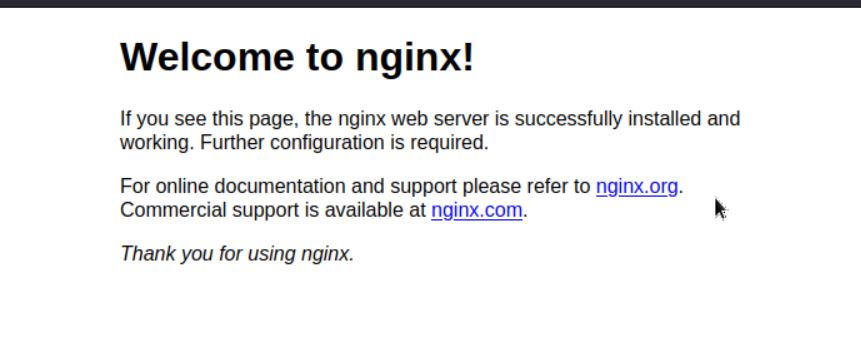 Welcome to nginx!
If you see this page, the nginx web server is successfully installed and
working. Further configuration is required.
For online documentation and support please refer to nginx.org.
Commercial support is available at nginx.com.
Thank you for using nginx.